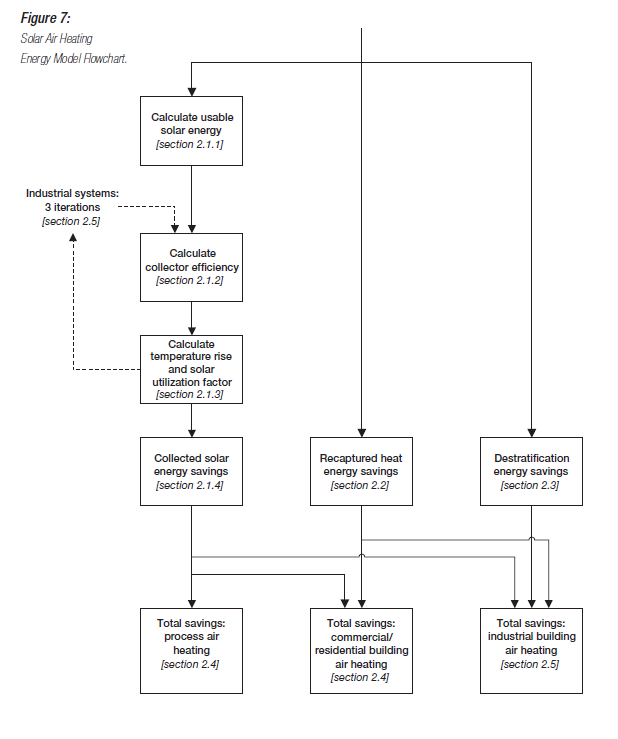 Figure 7:
Solar Air Heating
Energy Model Flowchart.
Calculate usable
solar energy
[section 2.1.1]
Industrial systems:
3 iterations
[section 2.5]
Calculate
collector efficiency
[section 2.1.2]
Calculate
temperature rise
and solar
utilization factor
[section 2.1.3]
Collected solar
energy savings
[section 2.1.4]
Recaptured heat
energy savings
[section 2.2]
Destratification
energy savings
[section 2.3]
Total savings:
process air
heating
[section 2.4]
Total savings:
commercial/
residential building
air heating
[section 2.4]
Total savings:
industrial building
air heating
[section 2.5]